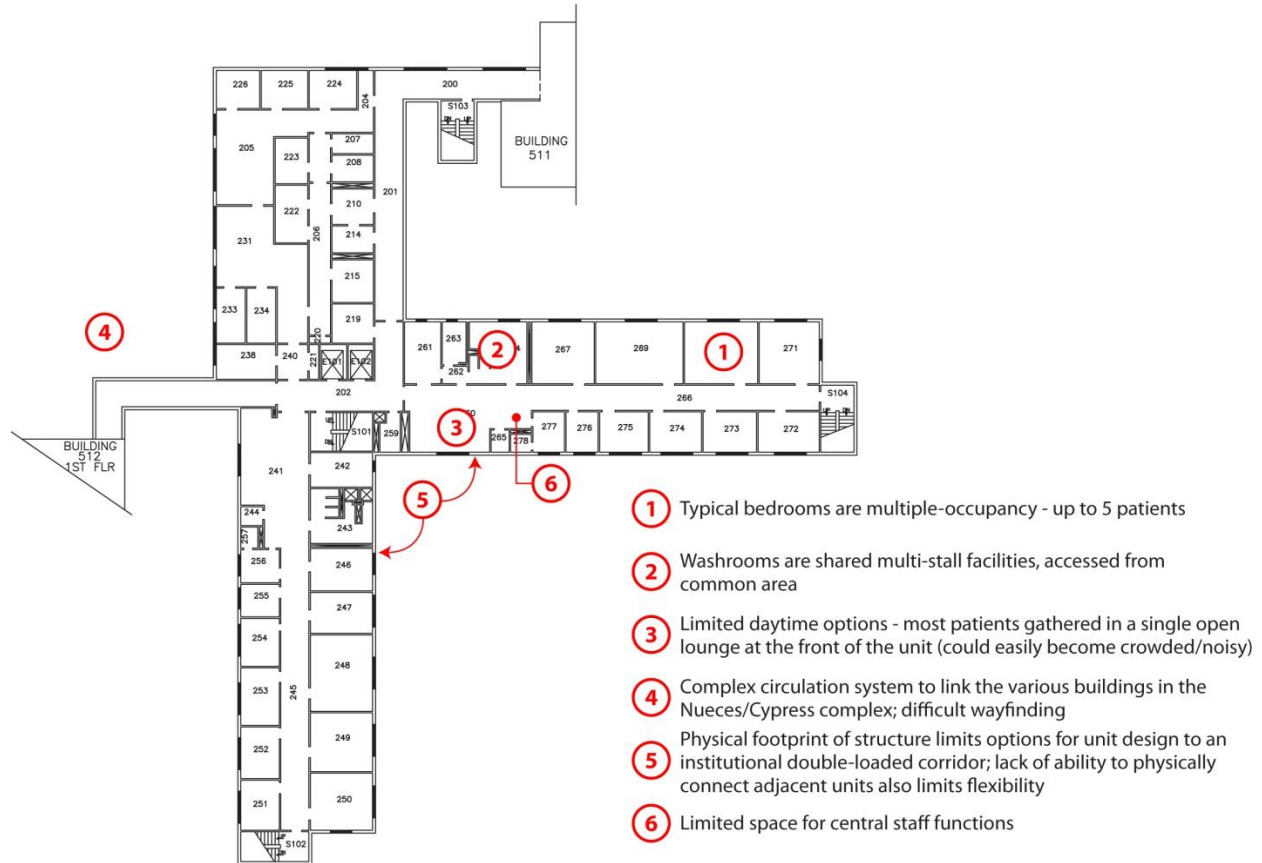 226
225
224
200
204
S103
DN
UP
BUILDING
511
207
205
223
208
201
222
210
206
231
214
215
233
234
219
220
4
238
240
221
E101
E102
261
263
2
267
269
1
271
262
202
266
S104
UP
DN
3
6
UP
DN
S101
259
265
278
277
276
275
274
273
272
BUILDING
512
1ST FLR
241
242
5
244
243
257
256
246
255
247
254
248
253
245
252
249
251
250
S102
UP
DN
1 Typical bedrooms are multiple-occupancy - up to 5 patients
2 Washrooms are shared multi-stall facilities, accessed from
common area
3 Limited daytime options - most patients gathered in a single open
lounge at the front of the unit (could easily become crowded/noisy)
4 Complex circulation system to link the various buildings in the
Nueces/Cypress complex; difficult wayfinding
5 Physical footprint of structure limits options for unit design to an
institutional double-loaded corridor; lack of ability to physically
connect adjacent units also limits flexibility
6 Limited space for central staff functions